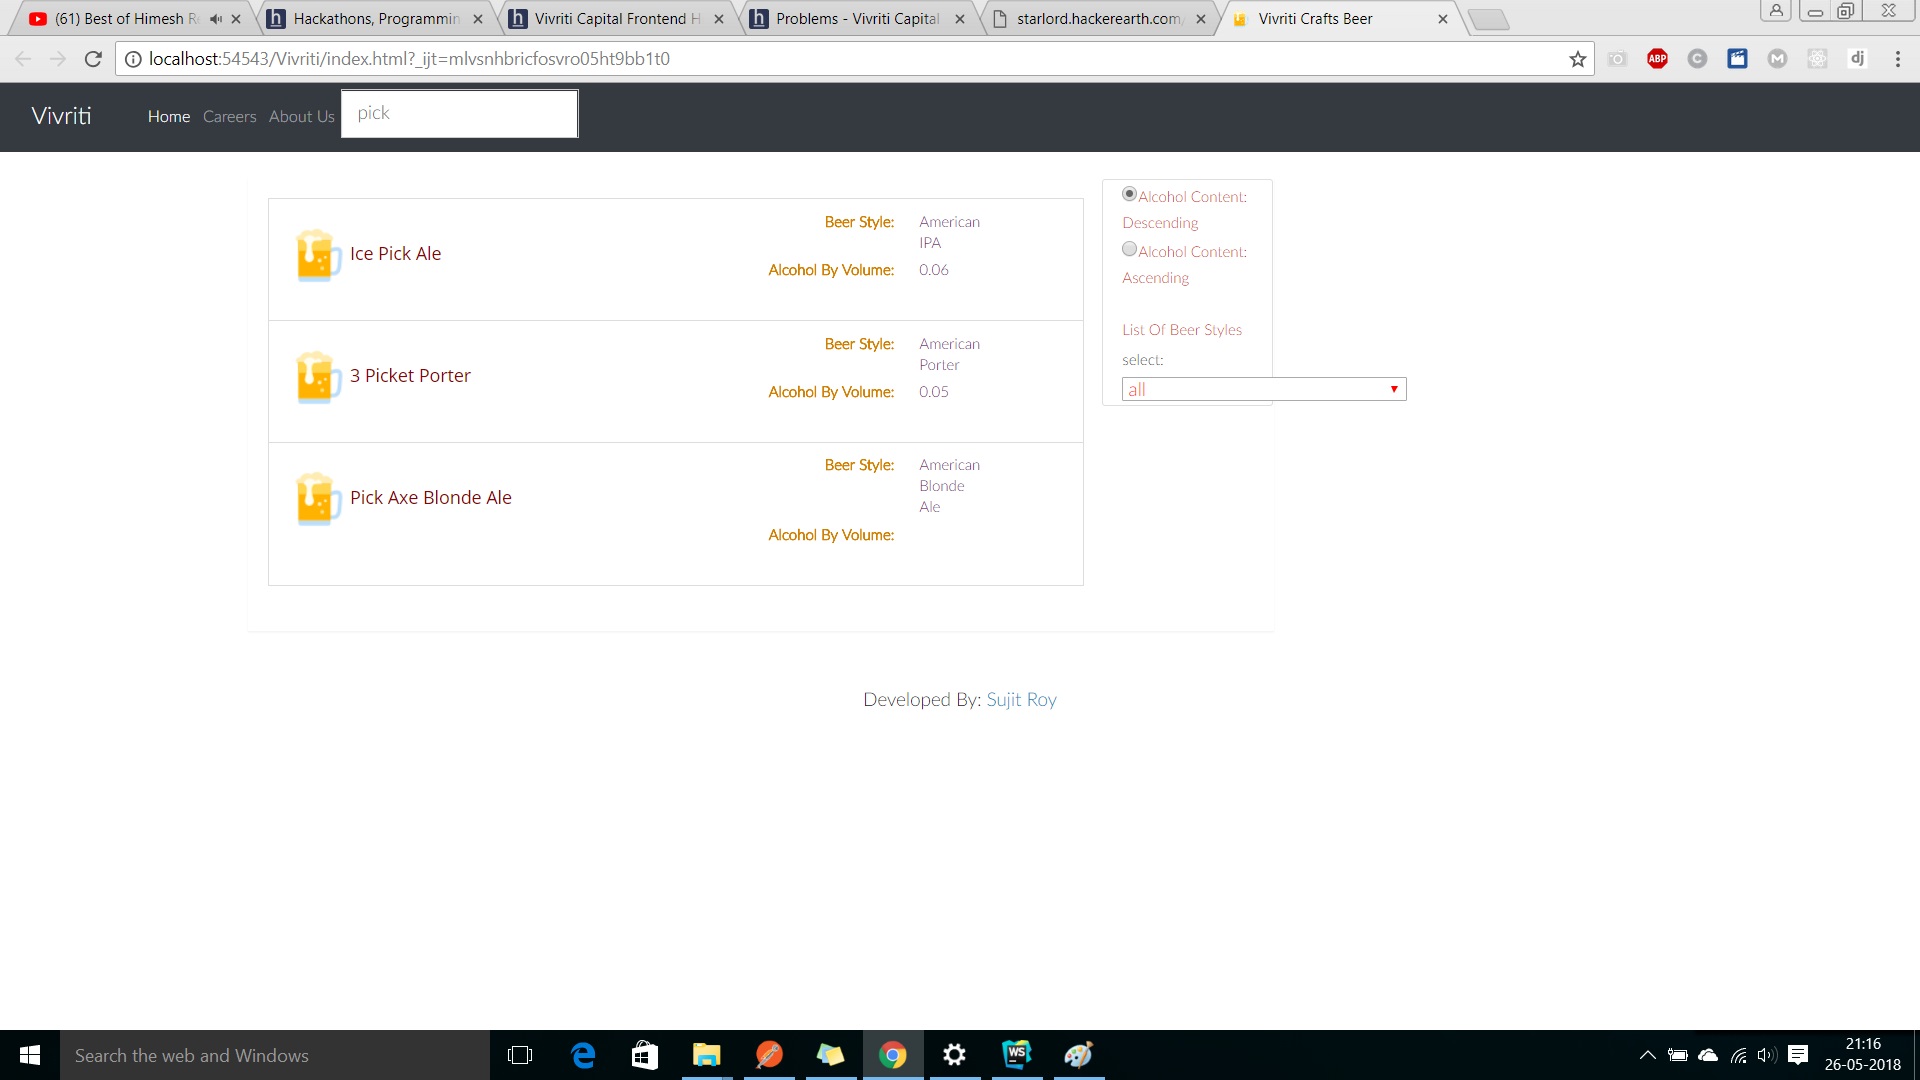 (61) Best of Himesh R
Hackathons, Programmin
Vivriti Capital Frontend H
Problems - Vivriti Capital
starlord.hackerearth.com/
Vivriti Crafts Beer
localhost:54543/Vivriti/index.html?_ijt=mlvsnhbricfosvro05ht9bb1t0
ABP
C
M
dj
Vivriti
Home
Careers
About Us
pick
Ice Pick Ale
Beer Style:
American
IPA
Alcohol By Volume:
0.06
3 Picket Porter
Beer Style:
American
Porter
Alcohol By Volume:
0.05
Pick Axe Blonde Ale
Beer Style:
American
Blonde
Ale
Alcohol By Volume:
Alcohol Content:
Descending
Alcohol Content:
Ascending
List Of Beer Styles
select:
all
Developed By: Sujit Roy
Search the web and Windows
WS
21:16
26-05-2018